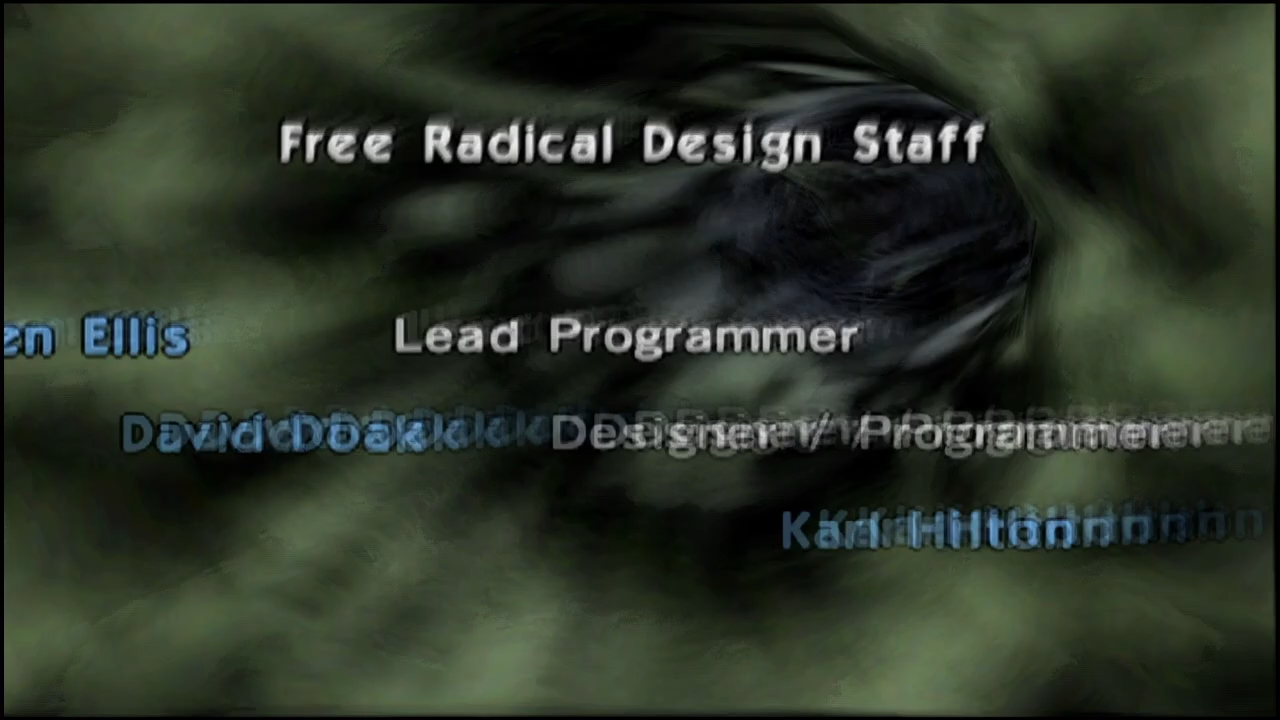 Free Radical Design Staff
en Ellis Lead Programmer
David Doak Designer / Programmer
Karl Hilton